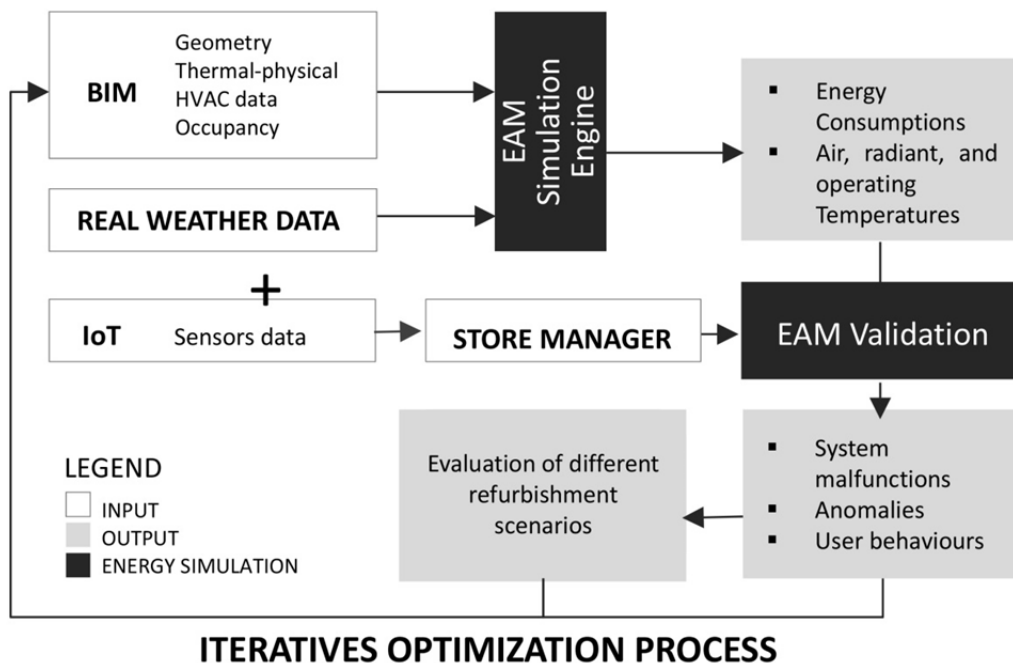 BIM
Geometry
Thermal-physical
HVAC data
Occupancy
EAM
Simulation
Engine
▪ Energy
Consumptions
▪ Air, radiant, and
operating
Temperatures
REAL WEATHER DATA
+
IoT Sensors data
STORE MANAGER
EAM Validation
▪ System
malfunctions
▪ Anomalies
▪ User behaviours
Evaluation of different
refurbishment
scenarios
LEGEND
INPUT
OUTPUT
ENERGY SIMULATION
ITERATIVES OPTIMIZATION PROCESS